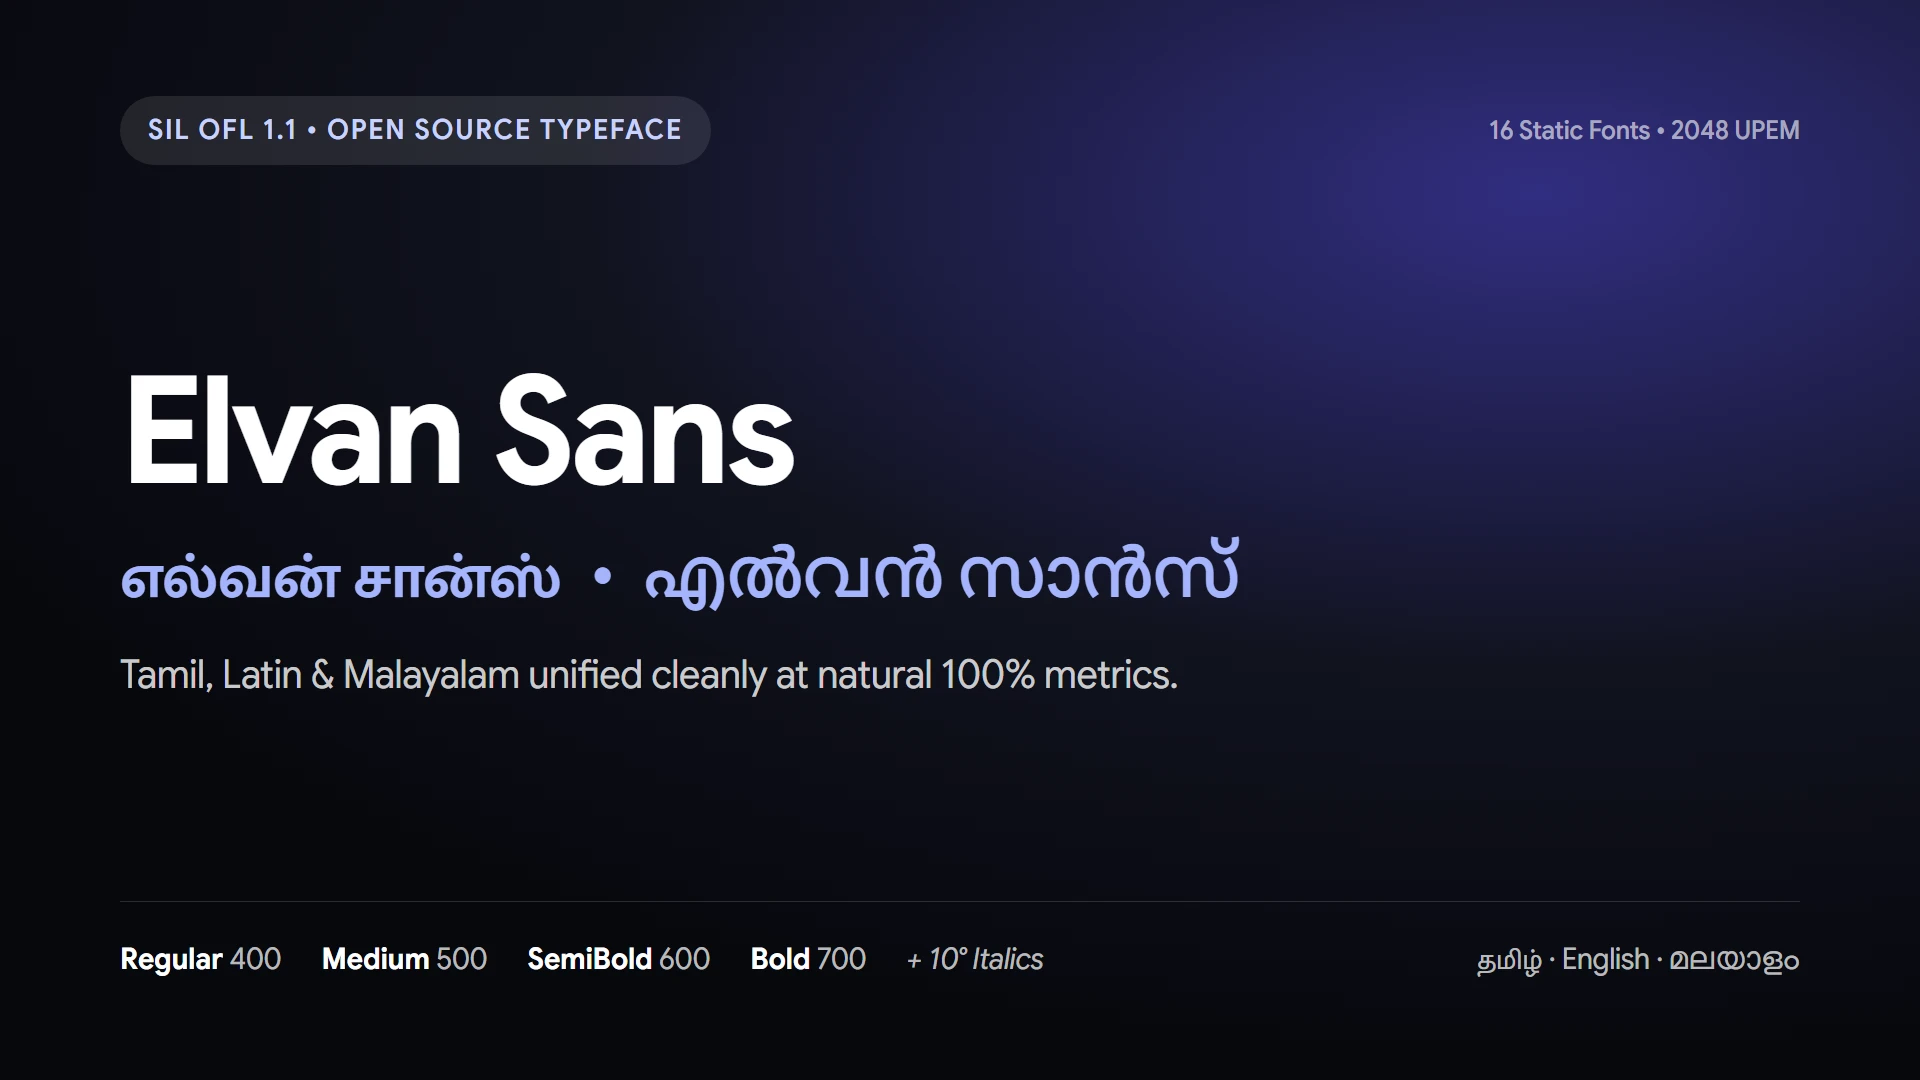 SIL OFL 1.1 • OPEN SOURCE TYPEFACE
16 Static Fonts • 2048 UPEM
Elvan Sans
எல்வன் சான்ஸ் • എൽവൻ സാൻസ്
Tamil, Latin & Malayalam unified cleanly at natural 100% metrics.
Regular 400 Medium 500 SemiBold 600 Bold 700 + 10° Italics
தமிழ் · English · മലയാളം